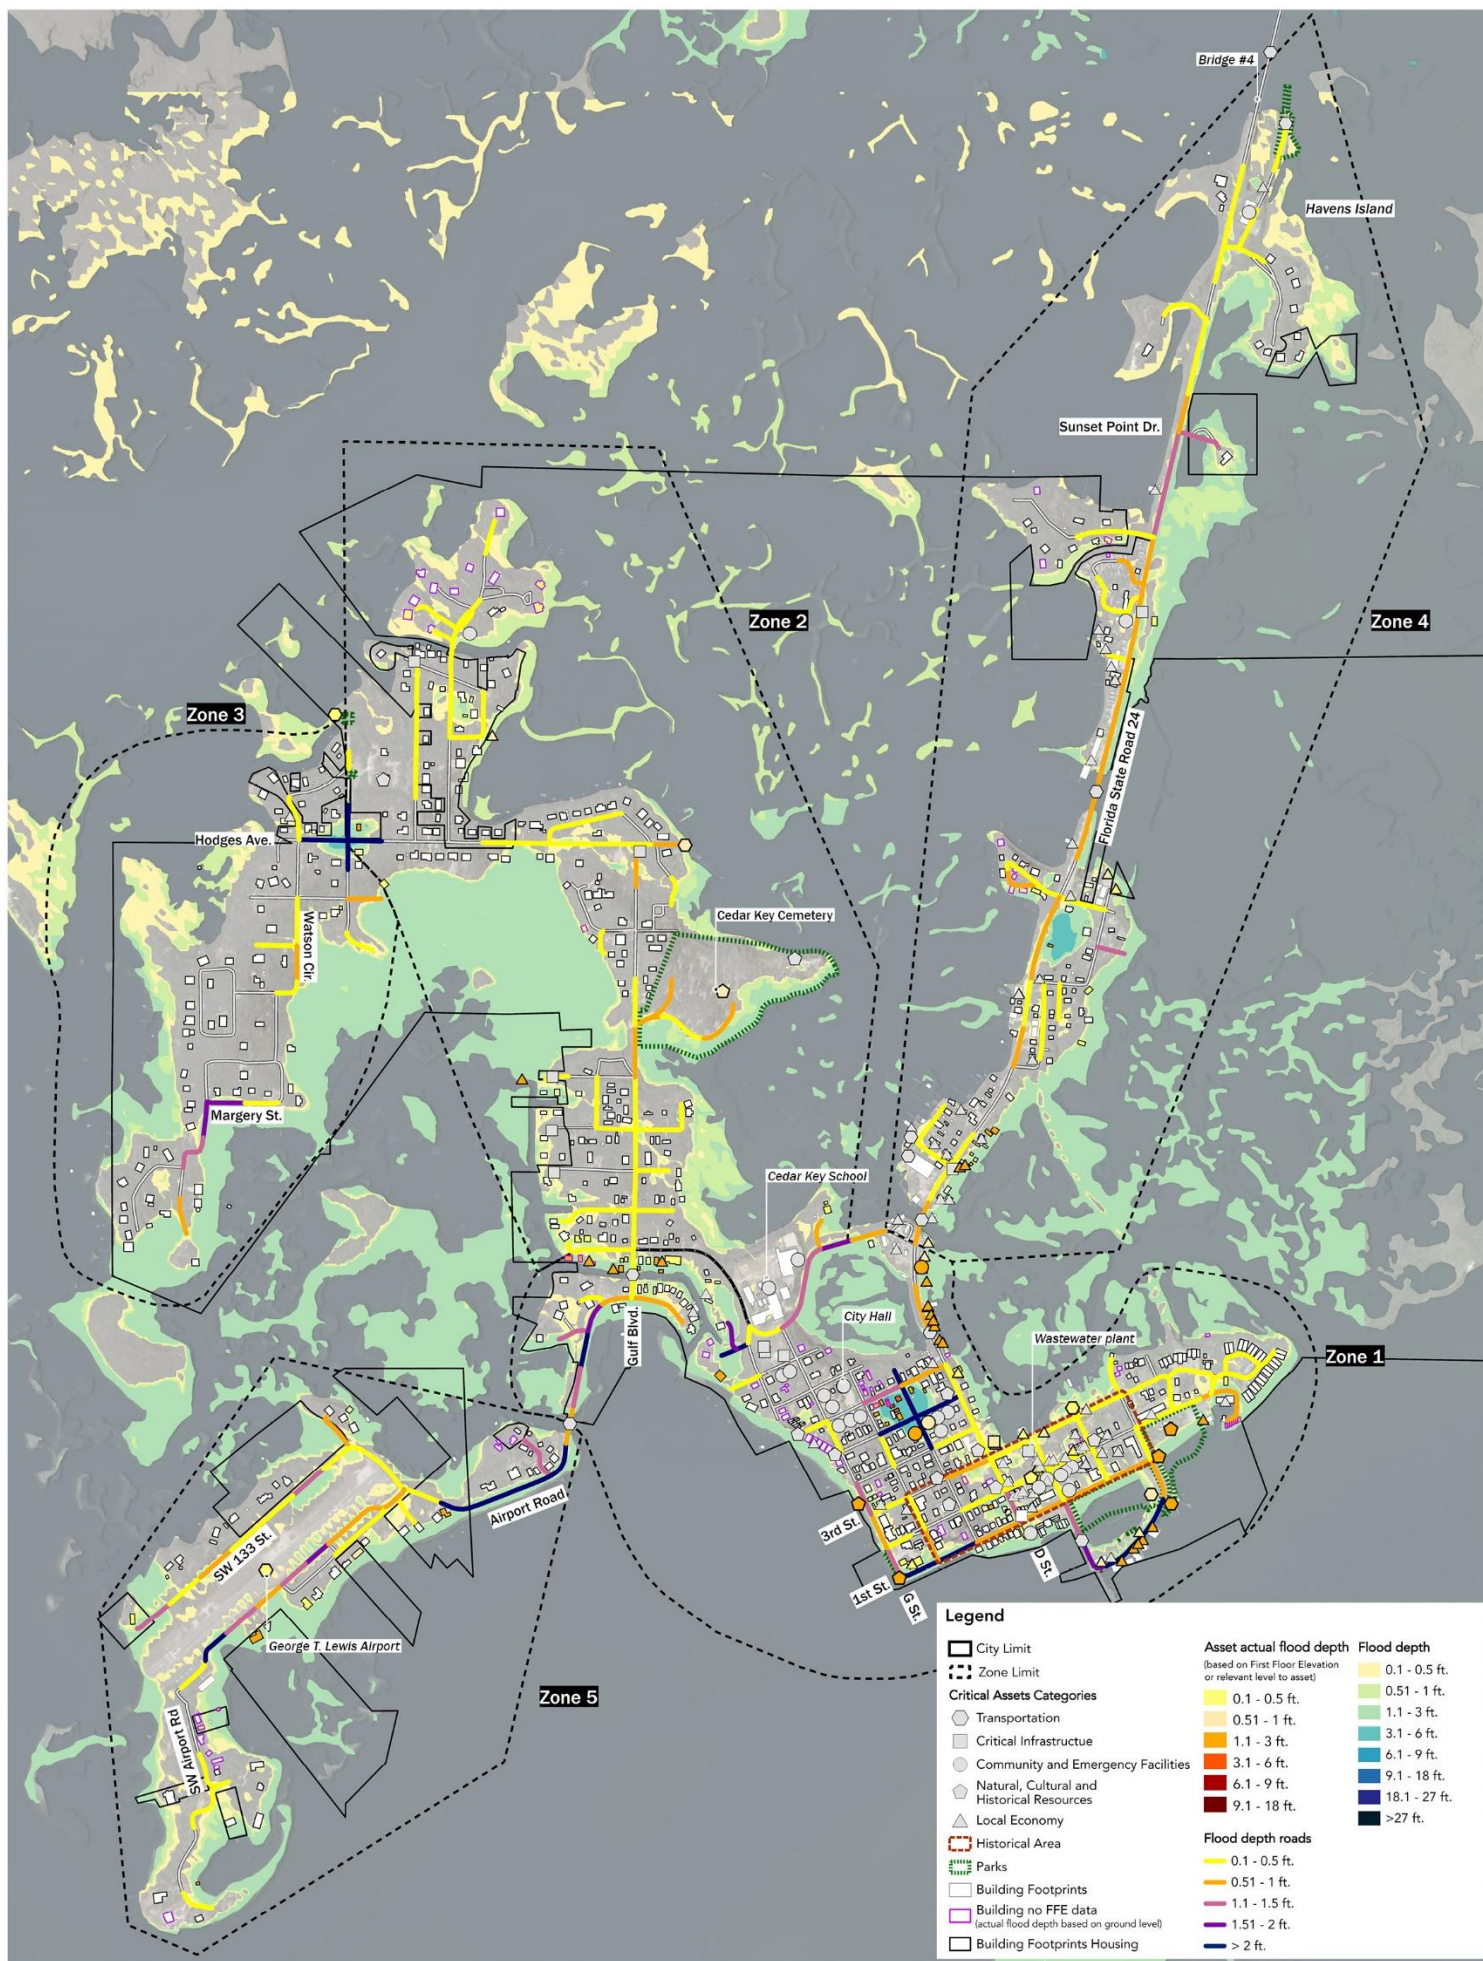 Bridge #4
Havens Island
Sunset Point Dr.
Zone 2
Zone 4
Zone 3
Florida State Road 24
Hodges Ave.
Cedar Key Cemetery
Watson Cir.
Margery St.
Cedar Key School
City Hall
Wastewater plant
Gulf Blvd.
Zone 1
Airport Road
3rd St.
SW 133 St.
D St.
1st St.
G St.
George T. Lewis Airport
Zone 5
SW Airport Rd
Legend
City Limit
Zone Limit
Critical Assets Categories
Transportation
Critical Infrastructue
Community and Emergency Facilities
Natural, Cultural and
Historical Resources
Local Economy
Historical Area
Parks
Building Footprints
Building no FFE data
(actual flood depth based on ground level)
Building Footprints Housing
Asset actual flood depth
(based on First Floor Elevation
or relevant level to asset)
0.1 - 0.5 ft.
0.51 - 1 ft.
1.1 - 3 ft.
3.1 - 6 ft.
6.1 - 9 ft.
9.1 - 18 ft.
Flood depth roads
0.1 - 0.5 ft.
0.51 - 1 ft.
1.1 - 1.5 ft.
1.51 - 2 ft.
> 2 ft.
Flood depth
0.1 - 0.5 ft.
0.51 - 1 ft.
1.1 - 3 ft.
3.1 - 6 ft.
6.1 - 9 ft.
9.1 - 18 ft.
18.1 - 27 ft.
>27 ft.